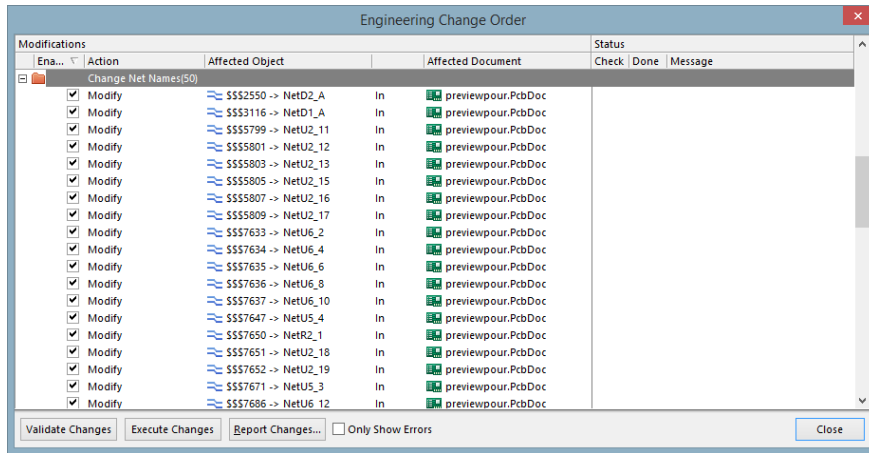 Engineering Change Order
Modifications Status
Ena... Action Affected Object Affected Document Check Done Message
Change Net Names(50)
Modify $$$2550 -> NetD2_A In previewpour.PcbDoc
Modify $$$3116 -> NetD1_A In previewpour.PcbDoc
Modify $$$5799 -> NetU2_11 In previewpour.PcbDoc
Modify $$$5801 -> NetU2_12 In previewpour.PcbDoc
Modify $$$5803 -> NetU2_13 In previewpour.PcbDoc
Modify $$$5805 -> NetU2_15 In previewpour.PcbDoc
Modify $$$5807 -> NetU2_16 In previewpour.PcbDoc
Modify $$$5809 -> NetU2_17 In previewpour.PcbDoc
Modify $$$7633 -> NetU6_2 In previewpour.PcbDoc
Modify $$$7634 -> NetU6_4 In previewpour.PcbDoc
Modify $$$7635 -> NetU6_6 In previewpour.PcbDoc
Modify $$$7636 -> NetU6_8 In previewpour.PcbDoc
Modify $$$7637 -> NetU6_10 In previewpour.PcbDoc
Modify $$$7647 -> NetU5_4 In previewpour.PcbDoc
Modify $$$7650 -> NetR2_1 In previewpour.PcbDoc
Modify $$$7651 -> NetU2_18 In previewpour.PcbDoc
Modify $$$7652 -> NetU2_19 In previewpour.PcbDoc
Modify $$$7671 -> NetU5_3 In previewpour.PcbDoc
Modify $$$7686 -> NetU6_12 In previewpour.PcbDoc
Validate Changes Execute Changes Report Changes... Only Show Errors Close